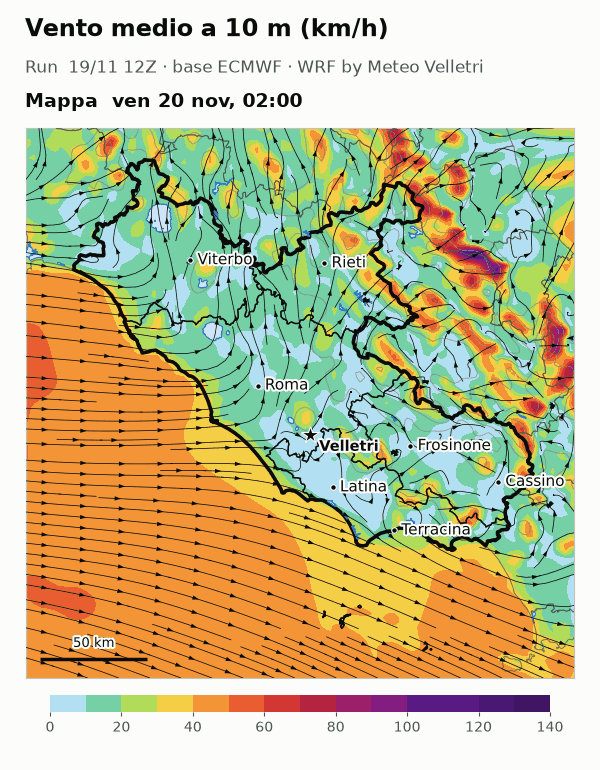 Vento medio a 10 m (km/h)
Run  19/11 12Z · base ECMWF · WRF by Meteo Velletri
Mappa  ven 20 nov, 02:00
Viterbo
Rieti
Roma
Velletri
Frosinone
Latina
Cassino
Terracina
50 km
0 20 40 60 80 100 120 140